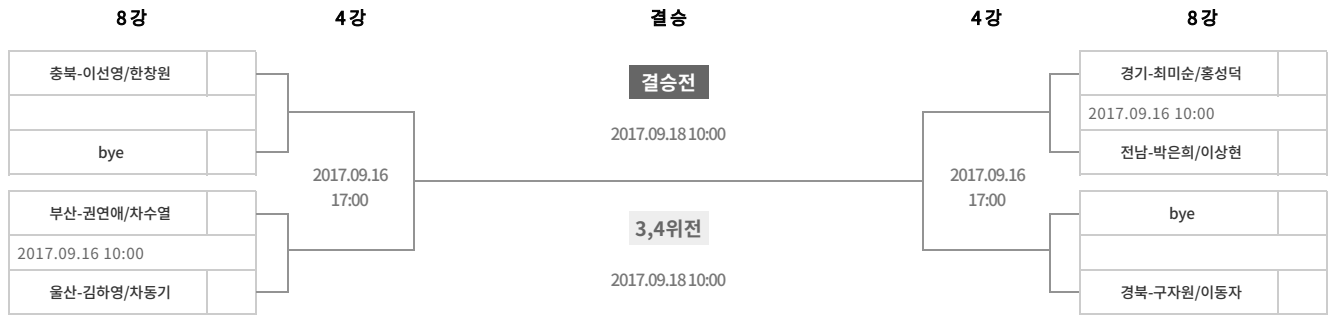 8강
4강
결승
4강
8강
충북-이선영/한창원
bye
부산-권연애/차수열
2017.09.16 10:00
울산-김하영/차동기
2017.09.16
17:00
결승전
2017.09.18 10:00
3,4위전
2017.09.18 10:00
2017.09.16
17:00
경기-최미순/홍성덕
2017.09.16 10:00
전남-박은희/이상현
bye
경북-구자원/이동자